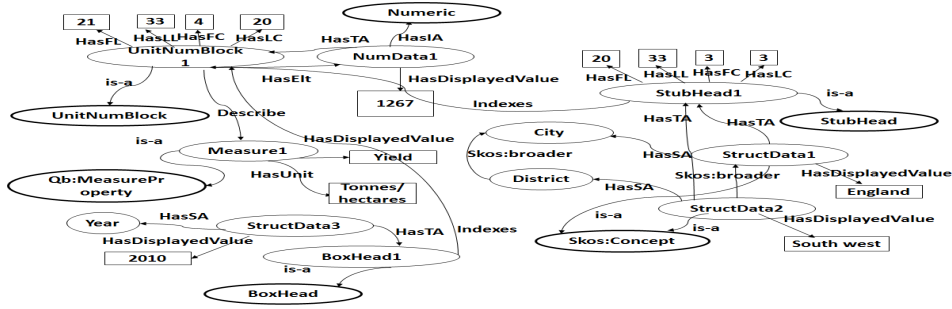 Numeric
21
33
4
20
HasFL
HasLL
HasFC
HasLC
HasTA
HasIA
UnitNumBlock
1
NumData1
HasElt
HasDisplayedValue
1267
Indexes
is-a
UnitNumBlock
Describe
20
33
3
3
HasFL
HasLL
HasFC
HasLC
StubHead1
is-a
StubHead
HasTA
HasTA
City
Skos:broader
HasSA
StructData1
District
Skos:broader
HasDisplayedValue
England
HasSA
StructData2
is-a
HasDisplayedValue
is-a
Skos:Concept
South west
is-a
HasDisplayedValue
Measure1
Yield
Qb:MeasurePr
operty
HasUnit
Tonnes/
hectares
Year
HasSA
StructData3
HasTA
Indexes
HasDisplayedValue
2010
BoxHead1
is-a
BoxHead